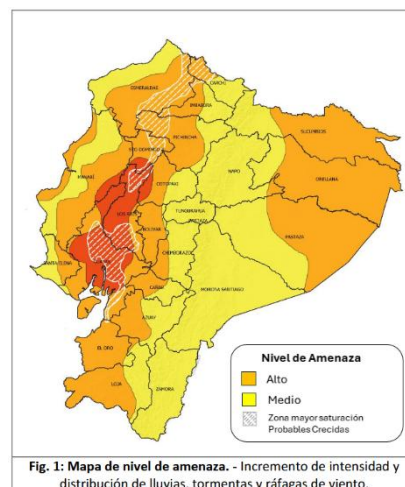 ESMERALDAS
CARCHI
IMBABURA
SUCUMBIOS
PICHINCHA
STO DOMINGO
ORELLANA
MANABI
NAPO
COTOPAXI
LOS RIOS
TUNGURAHUA
PASTAZA
BOLIVAR
SANTA ELENA
CHIMBORAZO
MORONA SANTIAGO
CAÑAR
AZUAY
EL ORO
LOJA
ZAMORA
Nivel de Amenaza
Alto
Medio
Zona mayor saturación
Probables Crecidas
Fig. 1: Mapa de nivel de amenaza. - Incremento de intensidad y
distribución de lluvias, tormentas y ráfagas de viento.